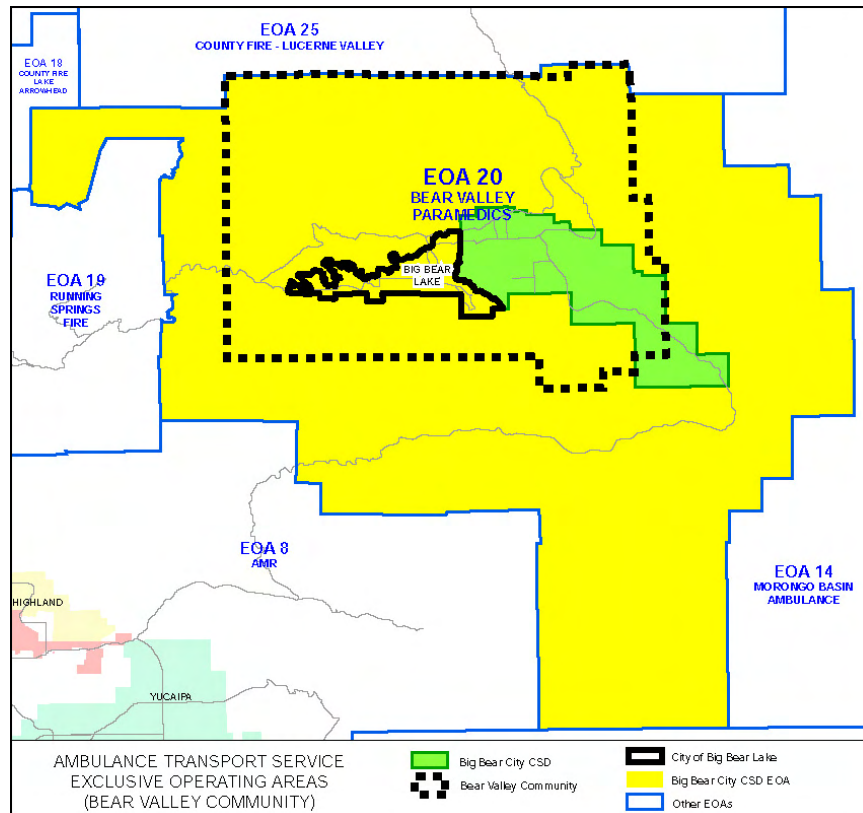 EOA 25
COUNTY FIRE - LUCERNE VALLEY
EOA 18
COUNTY FIRE
LAKE
ARROWHEAD
EOA 20
BEAR VALLEY
PARAMEDICS
BIG BEAR
LAKE
EOA 19
RUNNING
SPRINGS
FIRE
EOA 8
AMR
EOA 14
MORONGO BASIN
AMBULANCE
HIGHLAND
YUCAIPA
AMBULANCE TRANSPORT SERVICE
EXCLUSIVE OPERATING AREAS
(BEAR VALLEY COMMUNITY)
Big Bear City CSD
Bear Valley Community
City of Big Bear Lake
Big Bear City CSD EOA
Other EOAs